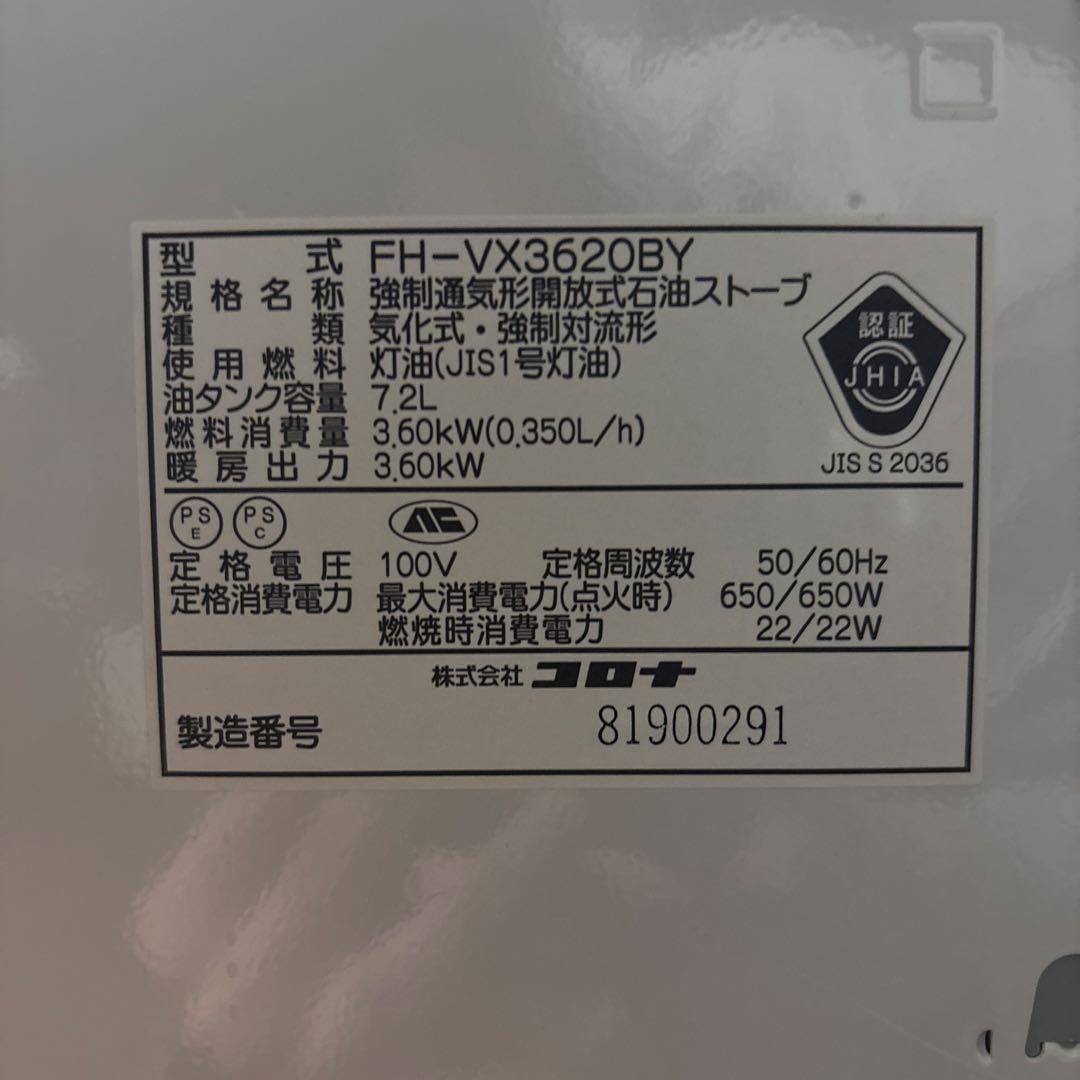 型式 FH-VX3620BY
規格名称 強制通気形開放式石油ストーブ
種類 気化式・強制対流形
使用燃料 灯油(JIS1号灯油)
油タンク容量 7.2L
燃料消費量 3.60kW(0.350L/h)
暖房出力 3.60kW
認証
JHIA
JIS S 2036
PS E PS C
定格電圧 100V 定格周波数 50/60Hz
定格消費電力 最大消費電力(点火時) 650/650W
燃焼時消費電力 22/22W
株式会社 コロナ
製造番号 81900291